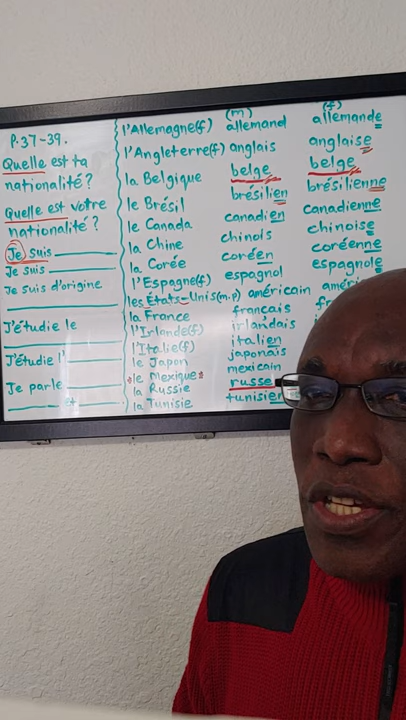 P.37-39.
Quelle est ta
nationalité?
Quelle est votre
nationalité?
Je suis
Je suis
Je suis d'origine
J'étudie le
J'étudie l'
Je parle
et
(m) (f)
l'Allemagne(f) allemand allemande
l'Angleterre(f) anglais anglaise
la Belgique belge belge
le Brésil brésilien brésilienne
le Canada canadien canadienne
la Chine chinois chinoise
la Corée coréen coréenne
l'Espagne(f) espagnol espagnole
les États-Unis(m.p) américain
la France français
l'Irlande(f) irlandais
l'Italie(f) italien
le Japon japonais
le Mexique mexicain
la Russie russe
la Tunisie